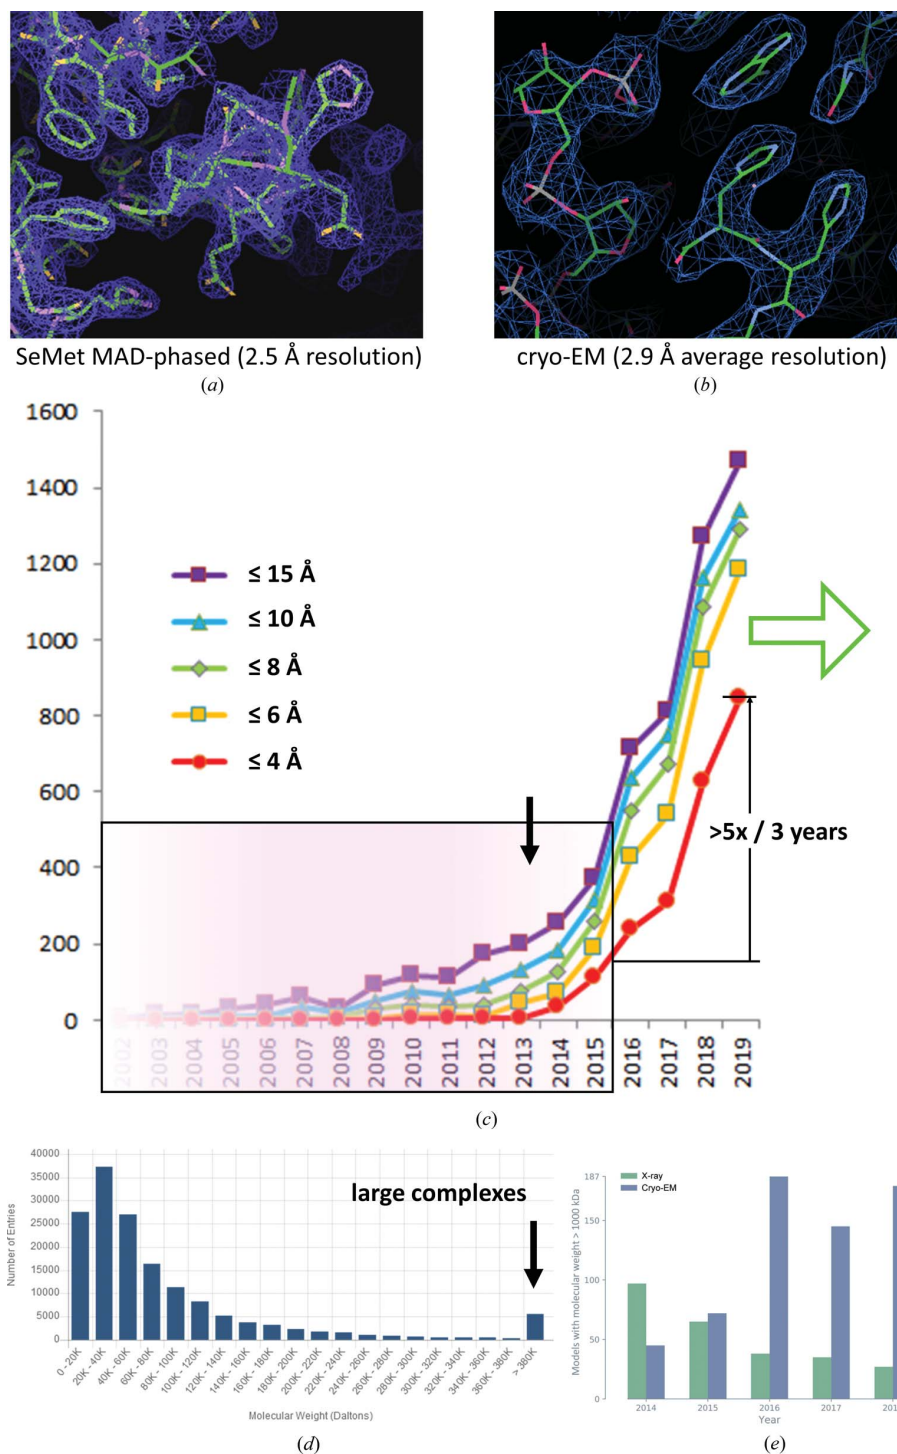 SeMet MAD-phased (2.5 Å resolution)
(a)
cryo-EM (2.9 Å average resolution)
(b)
1600
1400
1200
1000
800
600
400
200
0
≤ 15 Å
≤ 10 Å
≤ 8 Å
≤ 6 Å
≤ 4 Å
>5x / 3 years
2002
2003
2004
2005
2006
2007
2008
2009
2010
2011
2012
2013
2014
2015
2016
2017
2018
2019
(c)
40000
35000
30000
25000
20000
15000
10000
5000
0
Number of Entries
large complexes
0 - 20K
20K - 40K
40K - 60K
60K - 80K
80K - 100K
100K - 120K
120K - 140K
140K - 160K
160K - 180K
180K - 200K
200K - 220K
220K - 240K
240K - 260K
260K - 280K
280K - 300K
300K - 320K
320K - 340K
340K - 360K
360K - 380K
> 380K
Molecular Weight (Daltons)
(d)
Models with molecular weight > 1000 kDa
187
150
100
50
0
X-ray
Cryo-EM
2014
2015
2016
2017
Year
(e)